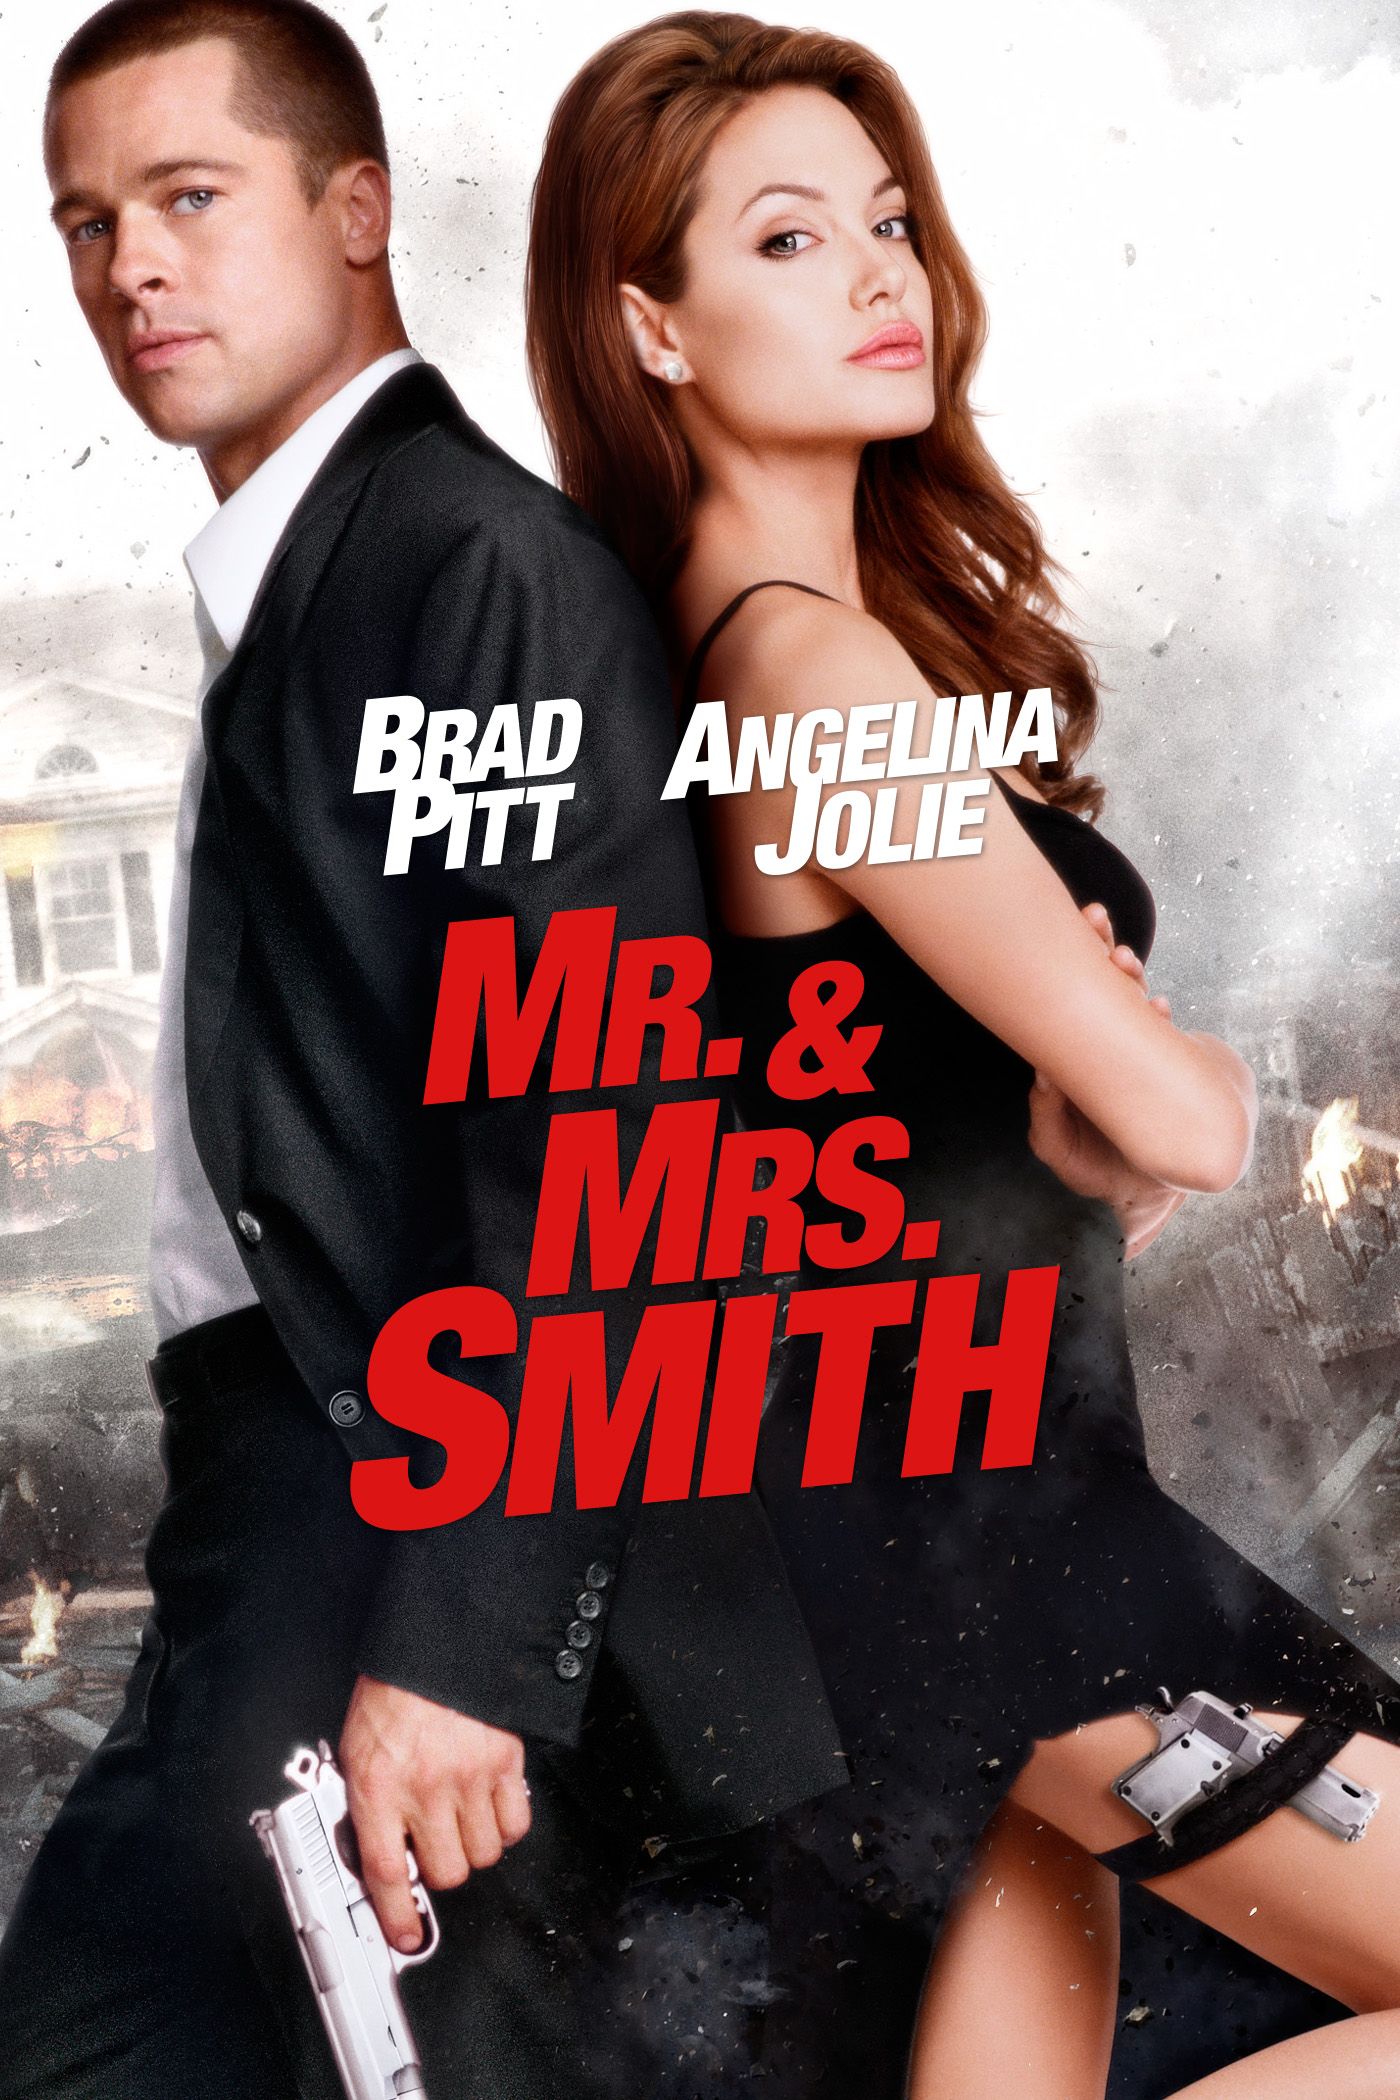 BRAD ANGELINA
PITT JOLIE
MR. &
MRS.
SMITH